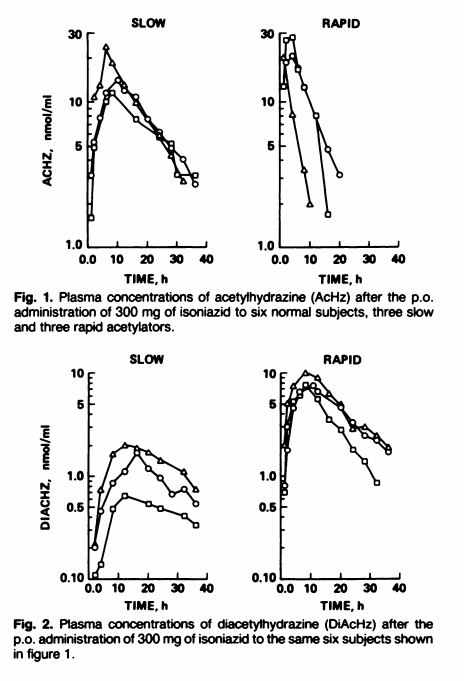 SLOW
RAPID
30
10
5
1.0
ACHZ, nmol/ml
0.0 10 20 30 40
TIME, h
30
10
5
1.0
0.0 10 20 30 40
TIME, h
Fig. 1. Plasma concentrations of acetylhydrazine (AcHz) after the p.o.
administration of 300 mg of isoniazid to six normal subjects, three slow
and three rapid acetylators.
SLOW
RAPID
10
5
1.0
0.5
0.10
DIACHZ, nmol/ml
0.0 10 20 30 40
TIME, h
10
5
1.0
0.5
0.10
0.0 10 20 30 40
TIME, h
Fig. 2. Plasma concentrations of diacetylhydrazine (DiAcHz) after the
p.o. administration of 300 mg of isoniazid to the same six subjects shown
in figure 1.